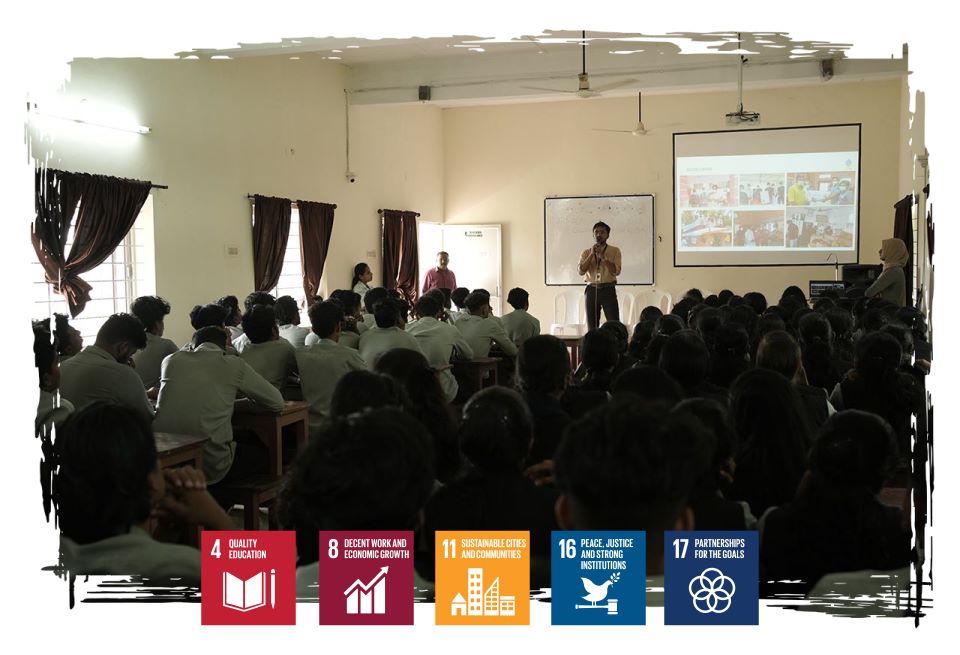 4 QUALITY
EDUCATION
8 DECENT WORK AND
ECONOMIC GROWTH
11 SUSTAINABLE CITIES
AND COMMUNITIES
16 PEACE, JUSTICE
AND STRONG
INSTITUTIONS
17 PARTNERSHIPS
FOR THE GOALS